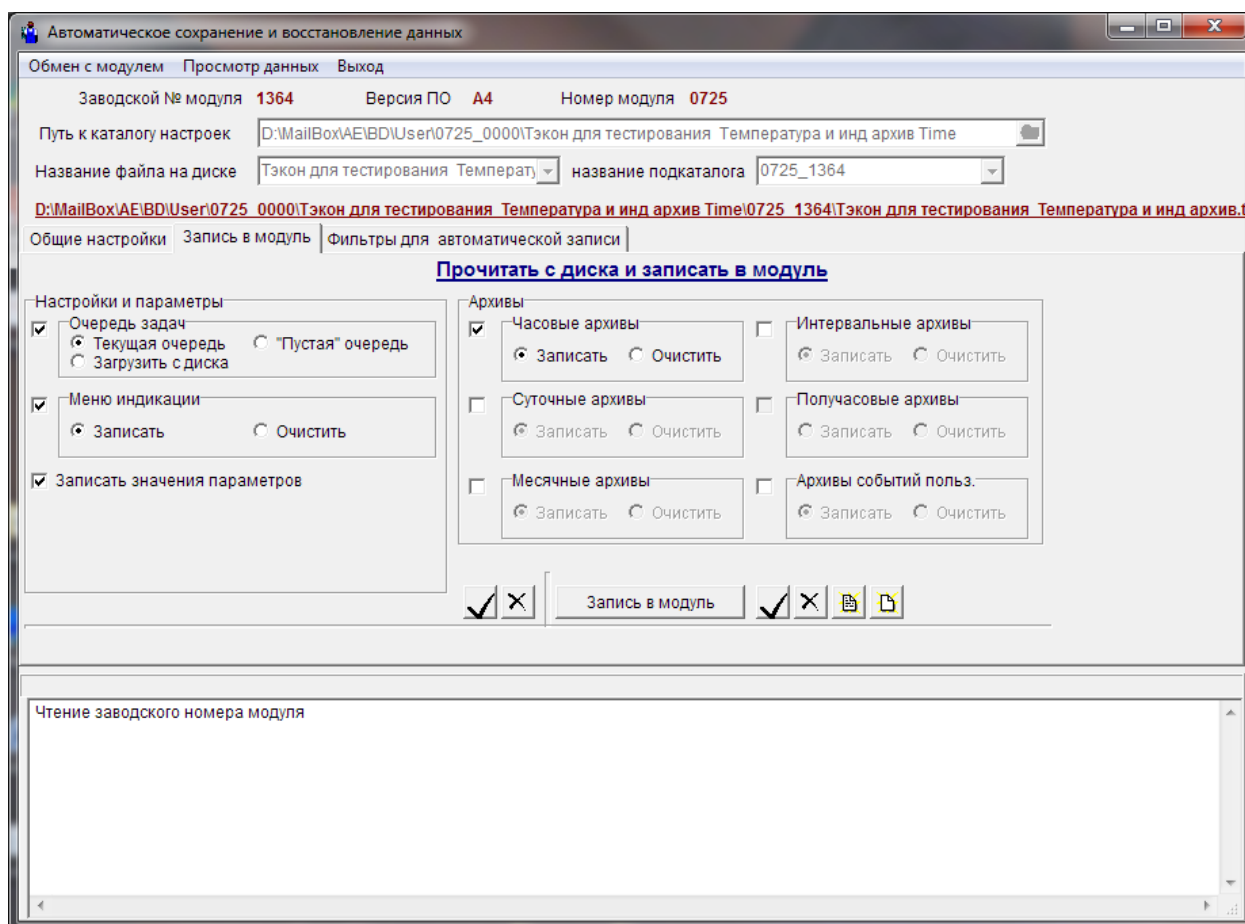 Автоматическое сохранение и восстановление данных
Обмен с модулем Просмотр данных Выход
Заводской № модуля 1364 Версия ПО A4 Номер модуля 0725
Путь к каталогу настроек D:\MailBox\AE\BD\User\0725_0000\Тэкон для тестирования Температура и инд архив Time
Название файла на диске Тэкон для тестирования Температу название подкаталога 0725_1364
D:\MailBox\AE\BD\User\0725_0000\Тэкон для тестирования Температура и инд архив Time\0725_1364\Тэкон для тестирования Температура и инд архив.t
Общие настройки Запись в модуль Фильтры для автоматической записи
Прочитать с диска и записать в модуль
Настройки и параметры
Очередь задач
Текущая очередь "Пустая" очередь
Загрузить с диска
Меню индикации
Записать Очистить
Записать значения параметров
Архивы
Часовые архивы Интервальные архивы
Записать Очистить Записать Очистить
Суточные архивы Получасовые архивы
Записать Очистить Записать Очистить
Месячные архивы Архивы событий польз.
Записать Очистить Записать Очистить
Запись в модуль
Чтение заводского номера модуля